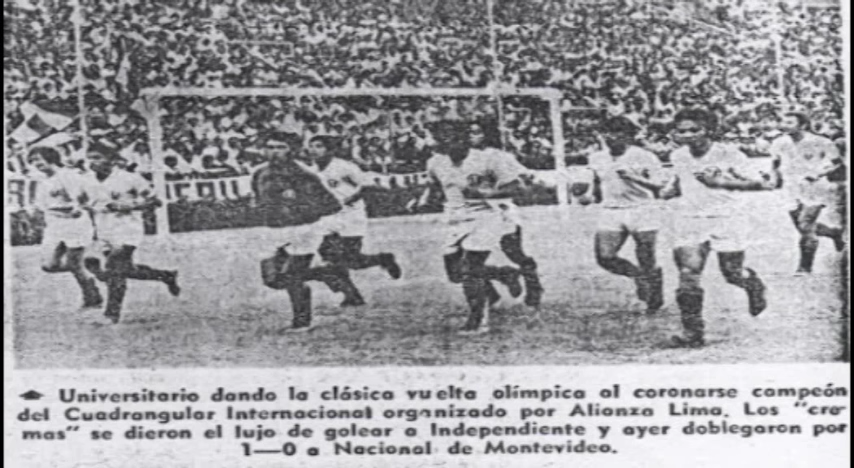 Universitario dando la clásica vuelta olímpica al coronarse campeón
del Cuadrangular Internacional organizado por Alianza Lima. Los "cre-
mas" se dieron el lujo de golear a Independiente y ayer doblegaron por
1—0 a Nacional de Montevideo.